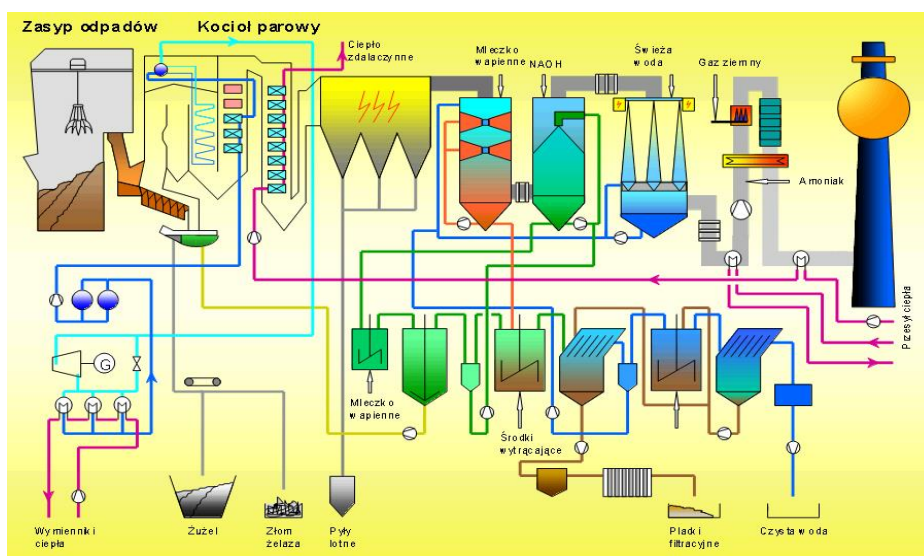 Zasyp odpadów
Kocioł parowy
Ciepło
zdalaczynne
Mleczko
wapienne
NAOH
Świeża
woda
Gaz ziemny
Amoniak
Przesył ciepła
G
M
M
M
M
M
Mleczko
wapienne
Środki
wytrącające
Wymienniki
ciepła
Żużel
Złom
żelaza
Pyły
lotne
Placki
filtracyjne
Czysta woda